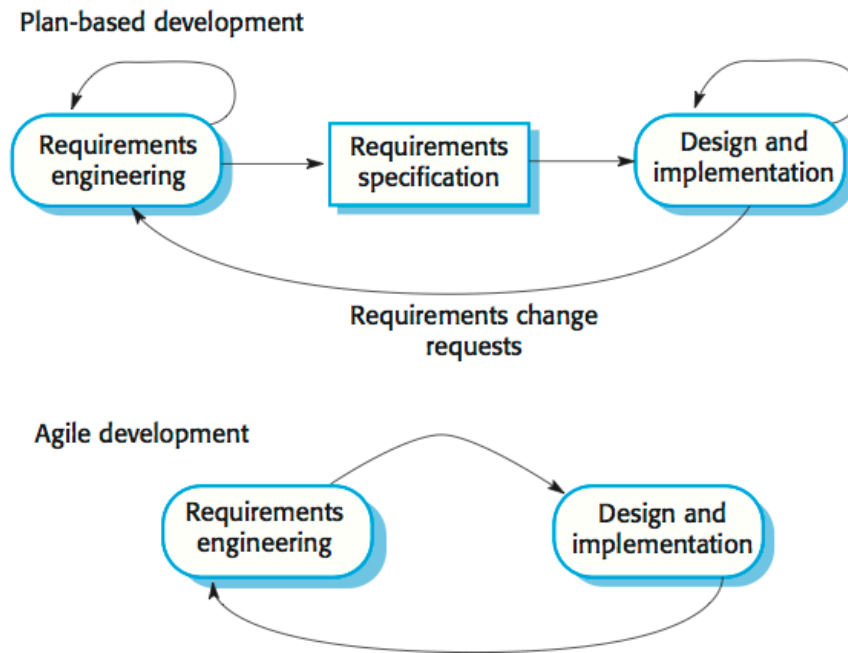 Plan-based development
Requirements
engineering
Requirements
specification
Design and
implementation
Requirements change
requests
Agile development
Requirements
engineering
Design and
implementation